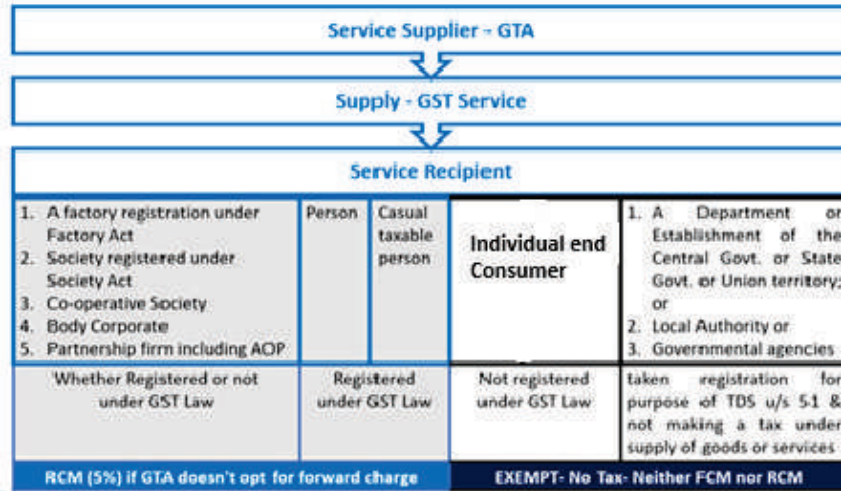 Service Supplier - GTA
Supply - GST Service
Service Recipient
1. A factory registration under
Factory Act
2. Society registered under
Society Act
3. Co-operative Society
4. Body Corporate
5. Partnership firm including AOP
Person
Casual
taxable
person
Individual end
Consumer
1. A Department or
Establishment of the
Central Govt. or State
Govt. or Union territory;
or
2. Local Authority or
3. Governmental agencies
Whether Registered or not
under GST Law
Registered
under GST Law
Not registered
under GST Law
taken registration for
purpose of TDS u/s 51 &
not making a tax under
supply of goods or services
RCM (5%) if GTA doesn't opt for forward charge
EXEMPT- No Tax- Neither FCM nor RCM